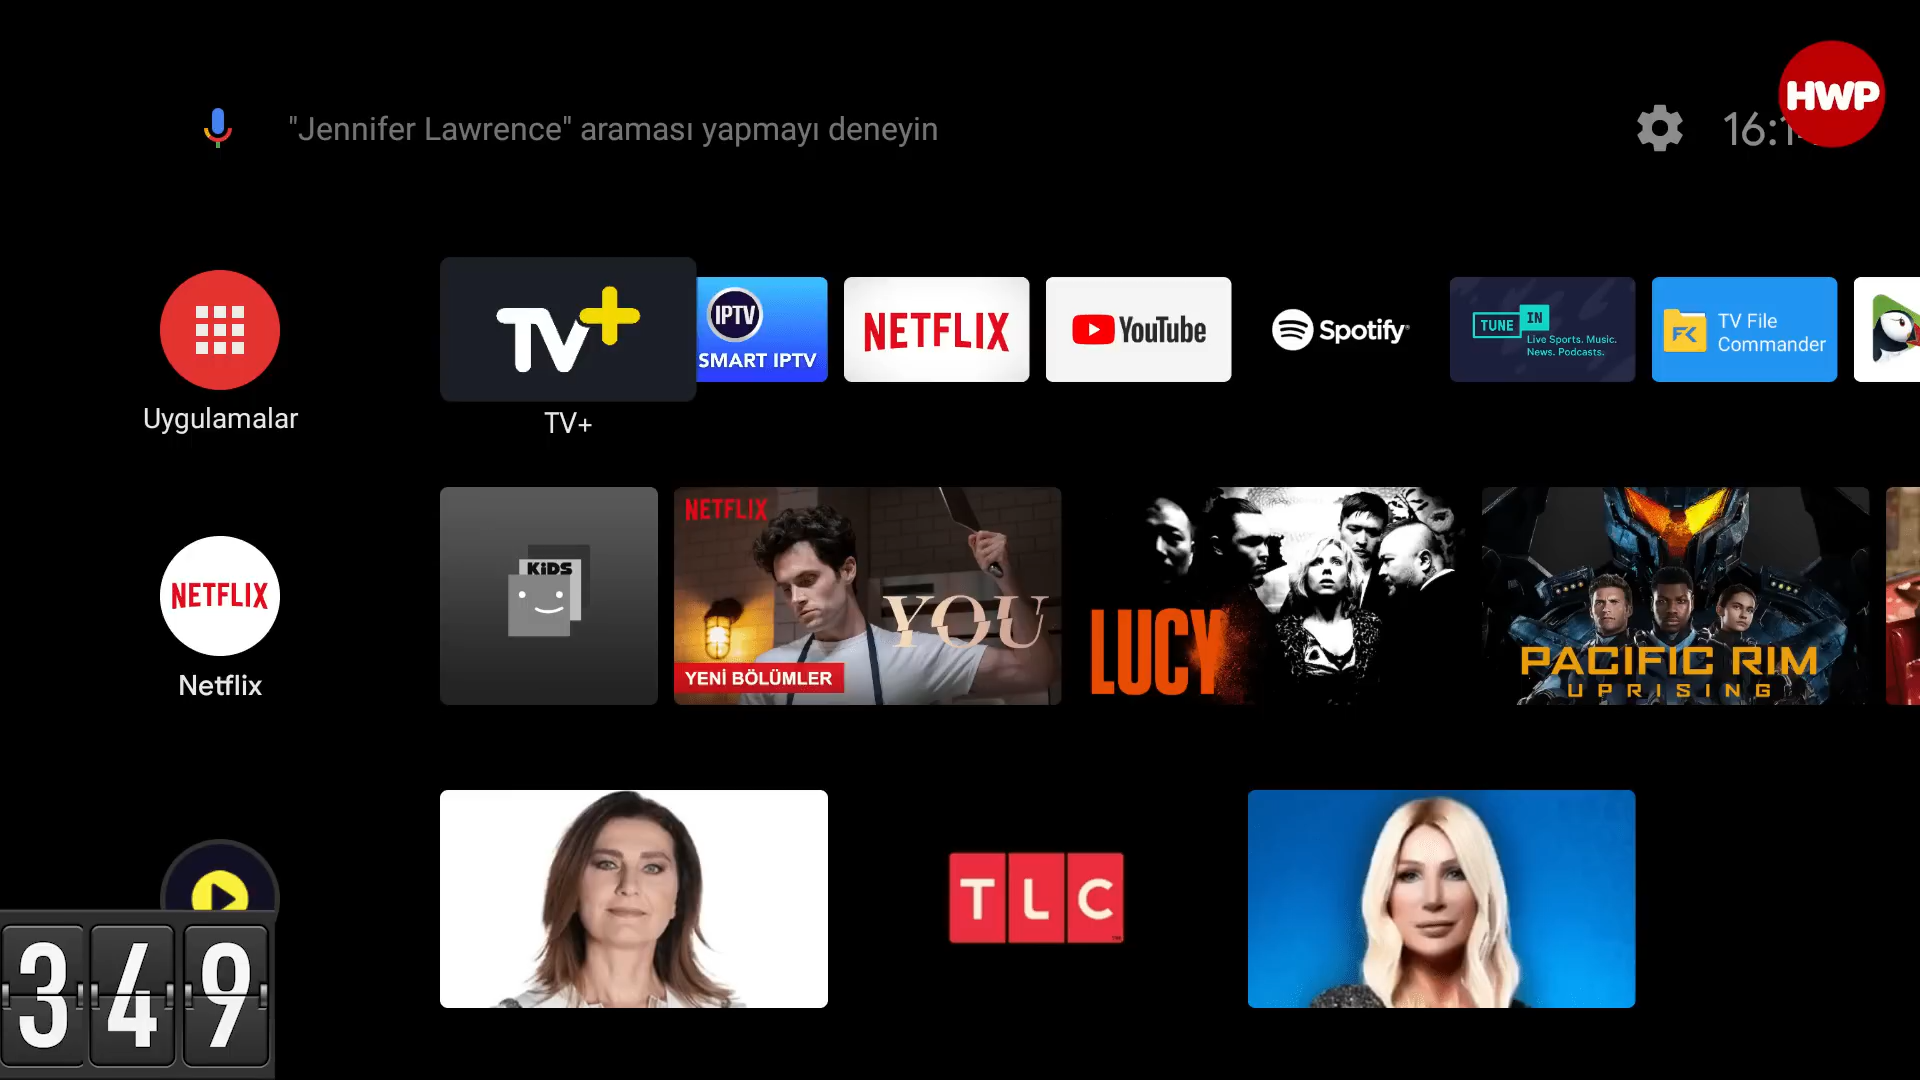 HWP
"Jennifer Lawrence" araması yapmayı deneyin
16:1
TV+
IPTV
SMART IPTV
NETFLIX
YouTube
Spotify
TUNE IN
Live Sports. Music.
News. Podcasts.
FX
TV File
Commander
Uygulamalar
TV+
KiDS
NETFLIX
YOU
YENİ BÖLÜMLER
LUCY
PACIFIC RIM
UPRISING
NETFLIX
Netflix
TLC
349